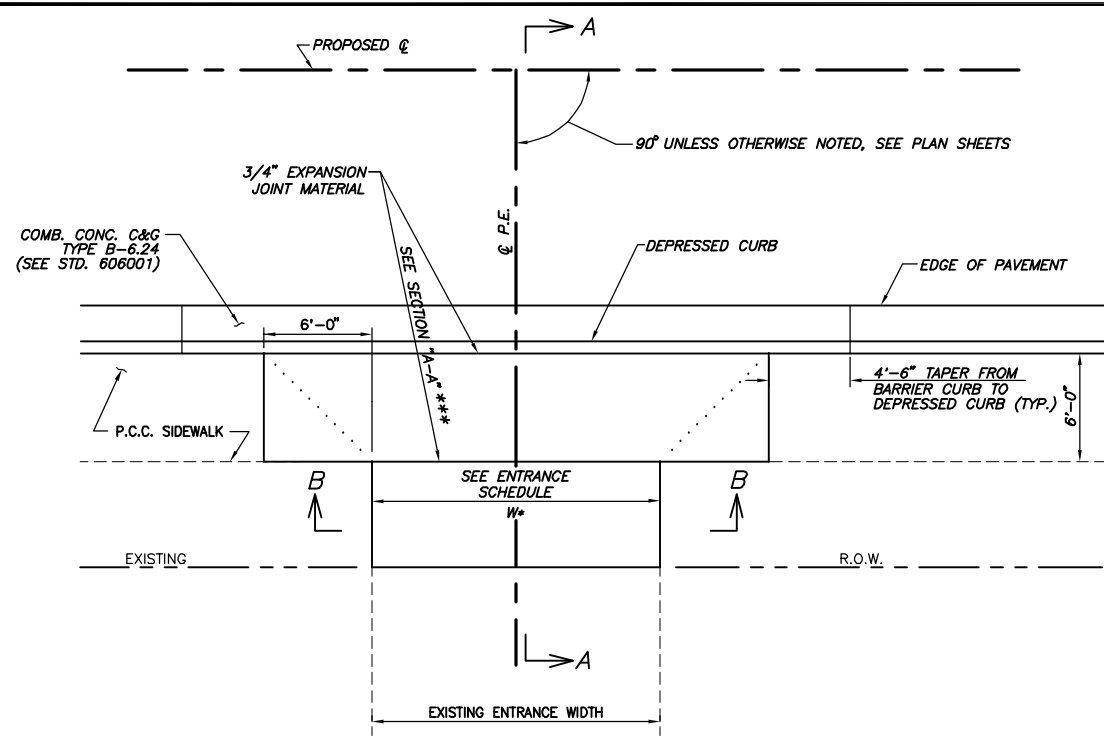 A
PROPOSED ℄
90° UNLESS OTHERWISE NOTED, SEE PLAN SHEETS
3/4" EXPANSION
JOINT MATERIAL
℄ P.E.
COMB. CONC. C&G
TYPE B-6.24
(SEE STD. 606001)
DEPRESSED CURB
EDGE OF PAVEMENT
6'-0"
SEE SECTION "A-A" ***
4'-6" TAPER FROM
BARRIER CURB TO
DEPRESSED CURB (TYP.)
6'-0"
P.C.C. SIDEWALK
B
SEE ENTRANCE
SCHEDULE
W*
B
EXISTING
R.O.W.
A
EXISTING ENTRANCE WIDTH